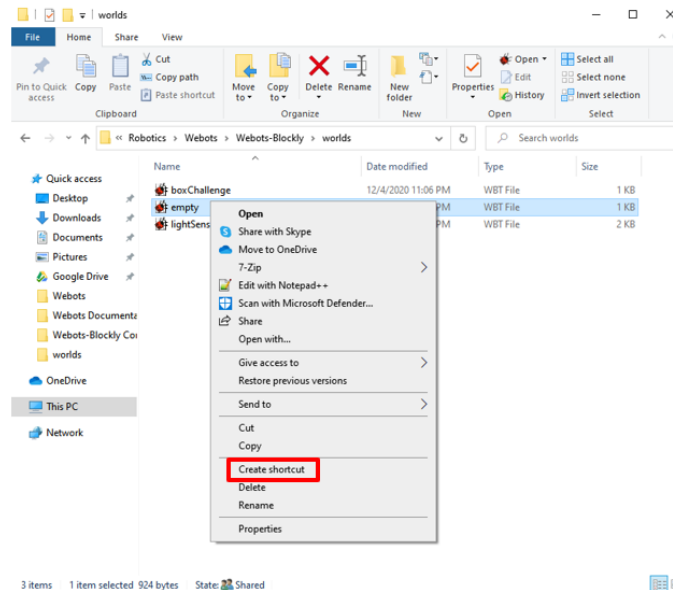 worlds
File Home Share View
Pin to Quick access
Copy
Paste
Cut
Copy path
Paste shortcut
Clipboard
Move to
Copy to
Delete
Rename
Organize
New folder
New
Properties
Open
Edit
History
Open
Select all
Select none
Invert selection
Select
« Robotics > Webots > Webots-Blockly > worlds
Search worlds
Name Date modified Type Size
Quick access
Desktop
Downloads
Documents
Pictures
Google Drive
Webots
Webots Documenta
Webots-Blockly Co
worlds
OneDrive
This PC
Network
boxChallenge 12/4/2020 11:06 PM WBT File 1 KB
empty PM WBT File 1 KB
lightSens PM WBT File 2 KB
Open
Share with Skype
Move to OneDrive
7-Zip
Edit with Notepad++
Scan with Microsoft Defender...
Share
Open with...
Give access to
Restore previous versions
Send to
Cut
Copy
Create shortcut
Delete
Rename
Properties
3 items 1 item selected 924 bytes State: Shared